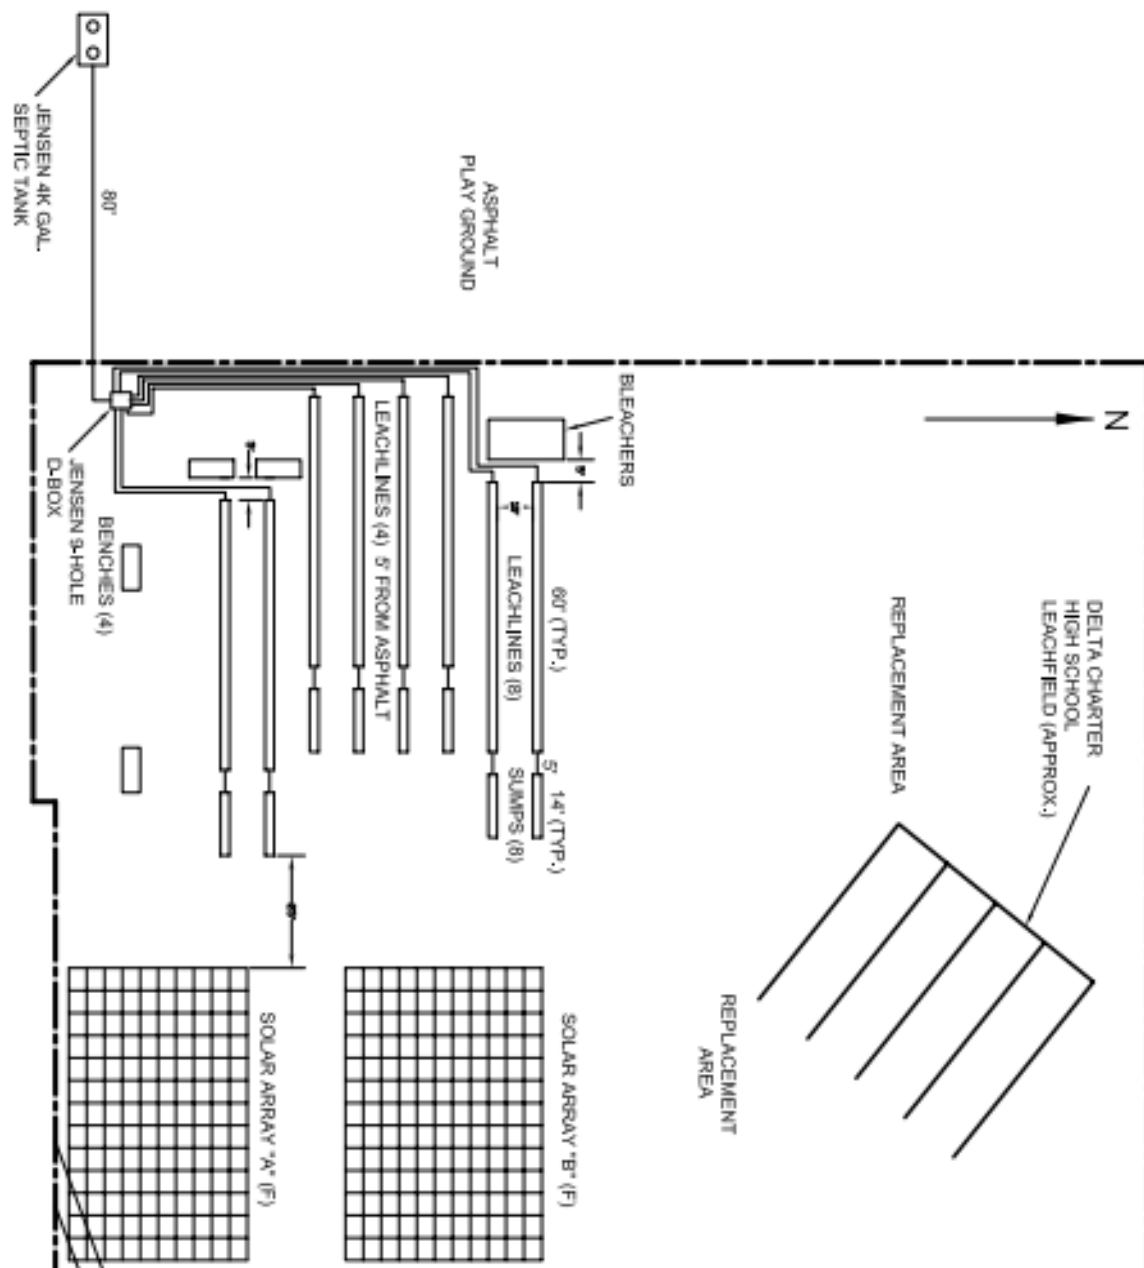 JENSEN 4K GAL.
SEPTIC TANK
80'
ASPHALT
PLAY GROUND
N
BLEACHERS
JENSEN 9-HOLE
D-BOX
BENCHES (4)
LEACHLINES (4) 5' FROM ASPHALT
LEACHLINES (8)
60' (TYP.)
5'
14' (TYP.)
SUMPS (8)
DELTA CHARTER
HIGH SCHOOL
LEACHFIELD (APPROX.)
REPLACEMENT AREA
REPLACEMENT
AREA
SOLAR ARRAY "A" (F)
SOLAR ARRAY "B" (F)